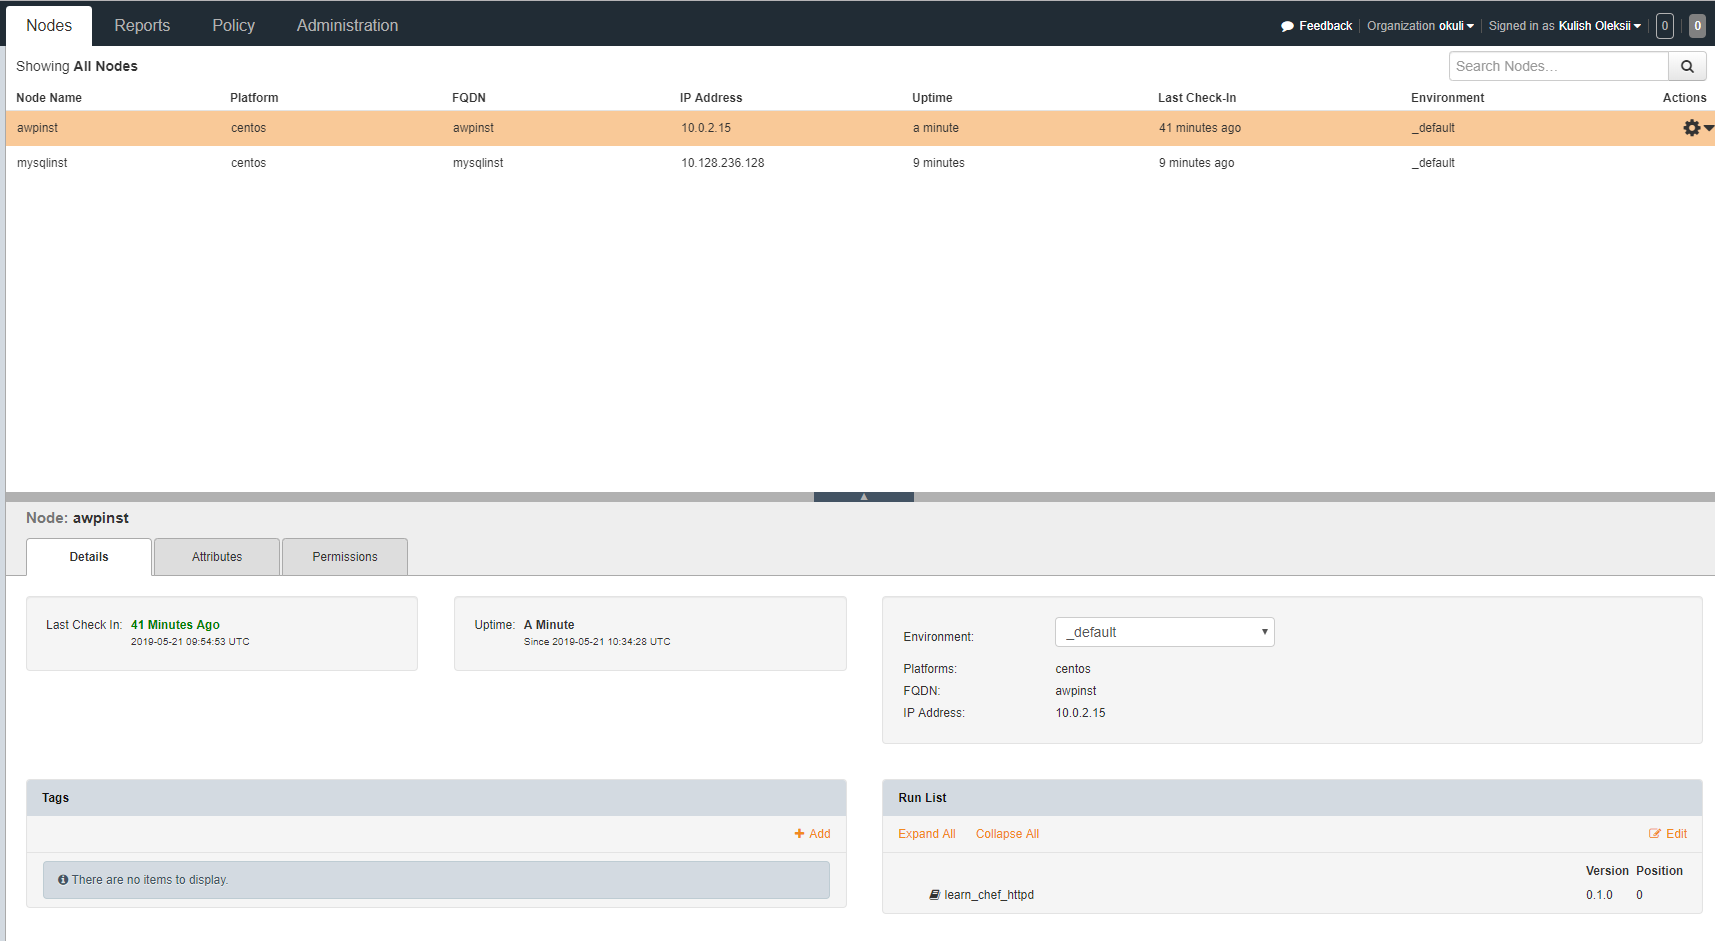 Nodes Reports Policy Administration Feedback Organization okuli Signed in as Kulish Oleksii 0 0
Showing All Nodes Search Nodes...
Node Name Platform FQDN IP Address Uptime Last Check-In Environment Actions
awpinst centos awpinst 10.0.2.15 a minute 41 minutes ago _default
mysqlinst centos mysqlinst 10.128.236.128 9 minutes 9 minutes ago _default
Node: awpinst
Details Attributes Permissions
Last Check In: 41 Minutes Ago
2019-05-21 09:54:53 UTC
Uptime: A Minute
Since 2019-05-21 10:34:28 UTC
Environment: _default
Platforms: centos
FQDN: awpinst
IP Address: 10.0.2.15
Tags
Add
There are no items to display.
Run List
Expand All Collapse All Edit
Version Position
learn_chef_httpd 0.1.0 0